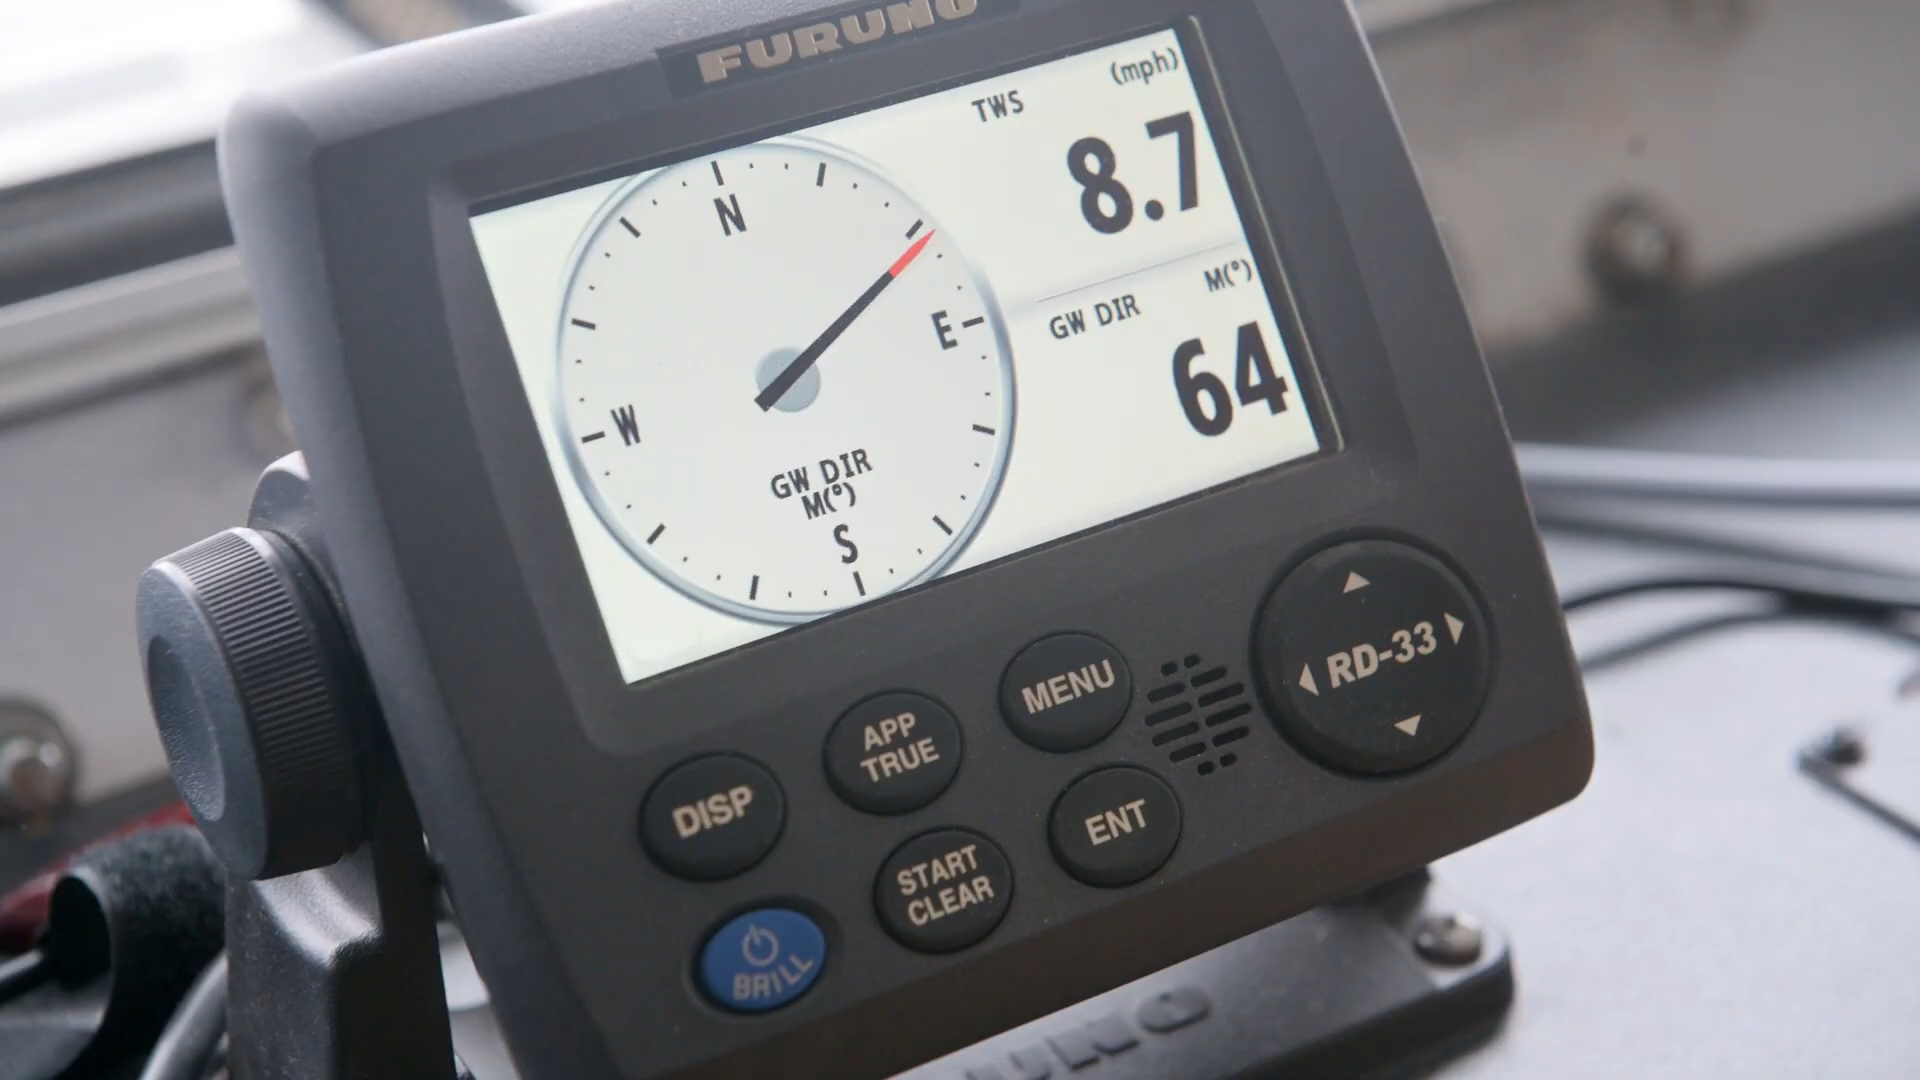 FURUNO
TWS (mph)
8.7
GW DIR M(°)
64
N
E
W
GW DIR
M(°)
S
DISP
APP
TRUE
MENU
RD-33
BRILL
START
CLEAR
ENT